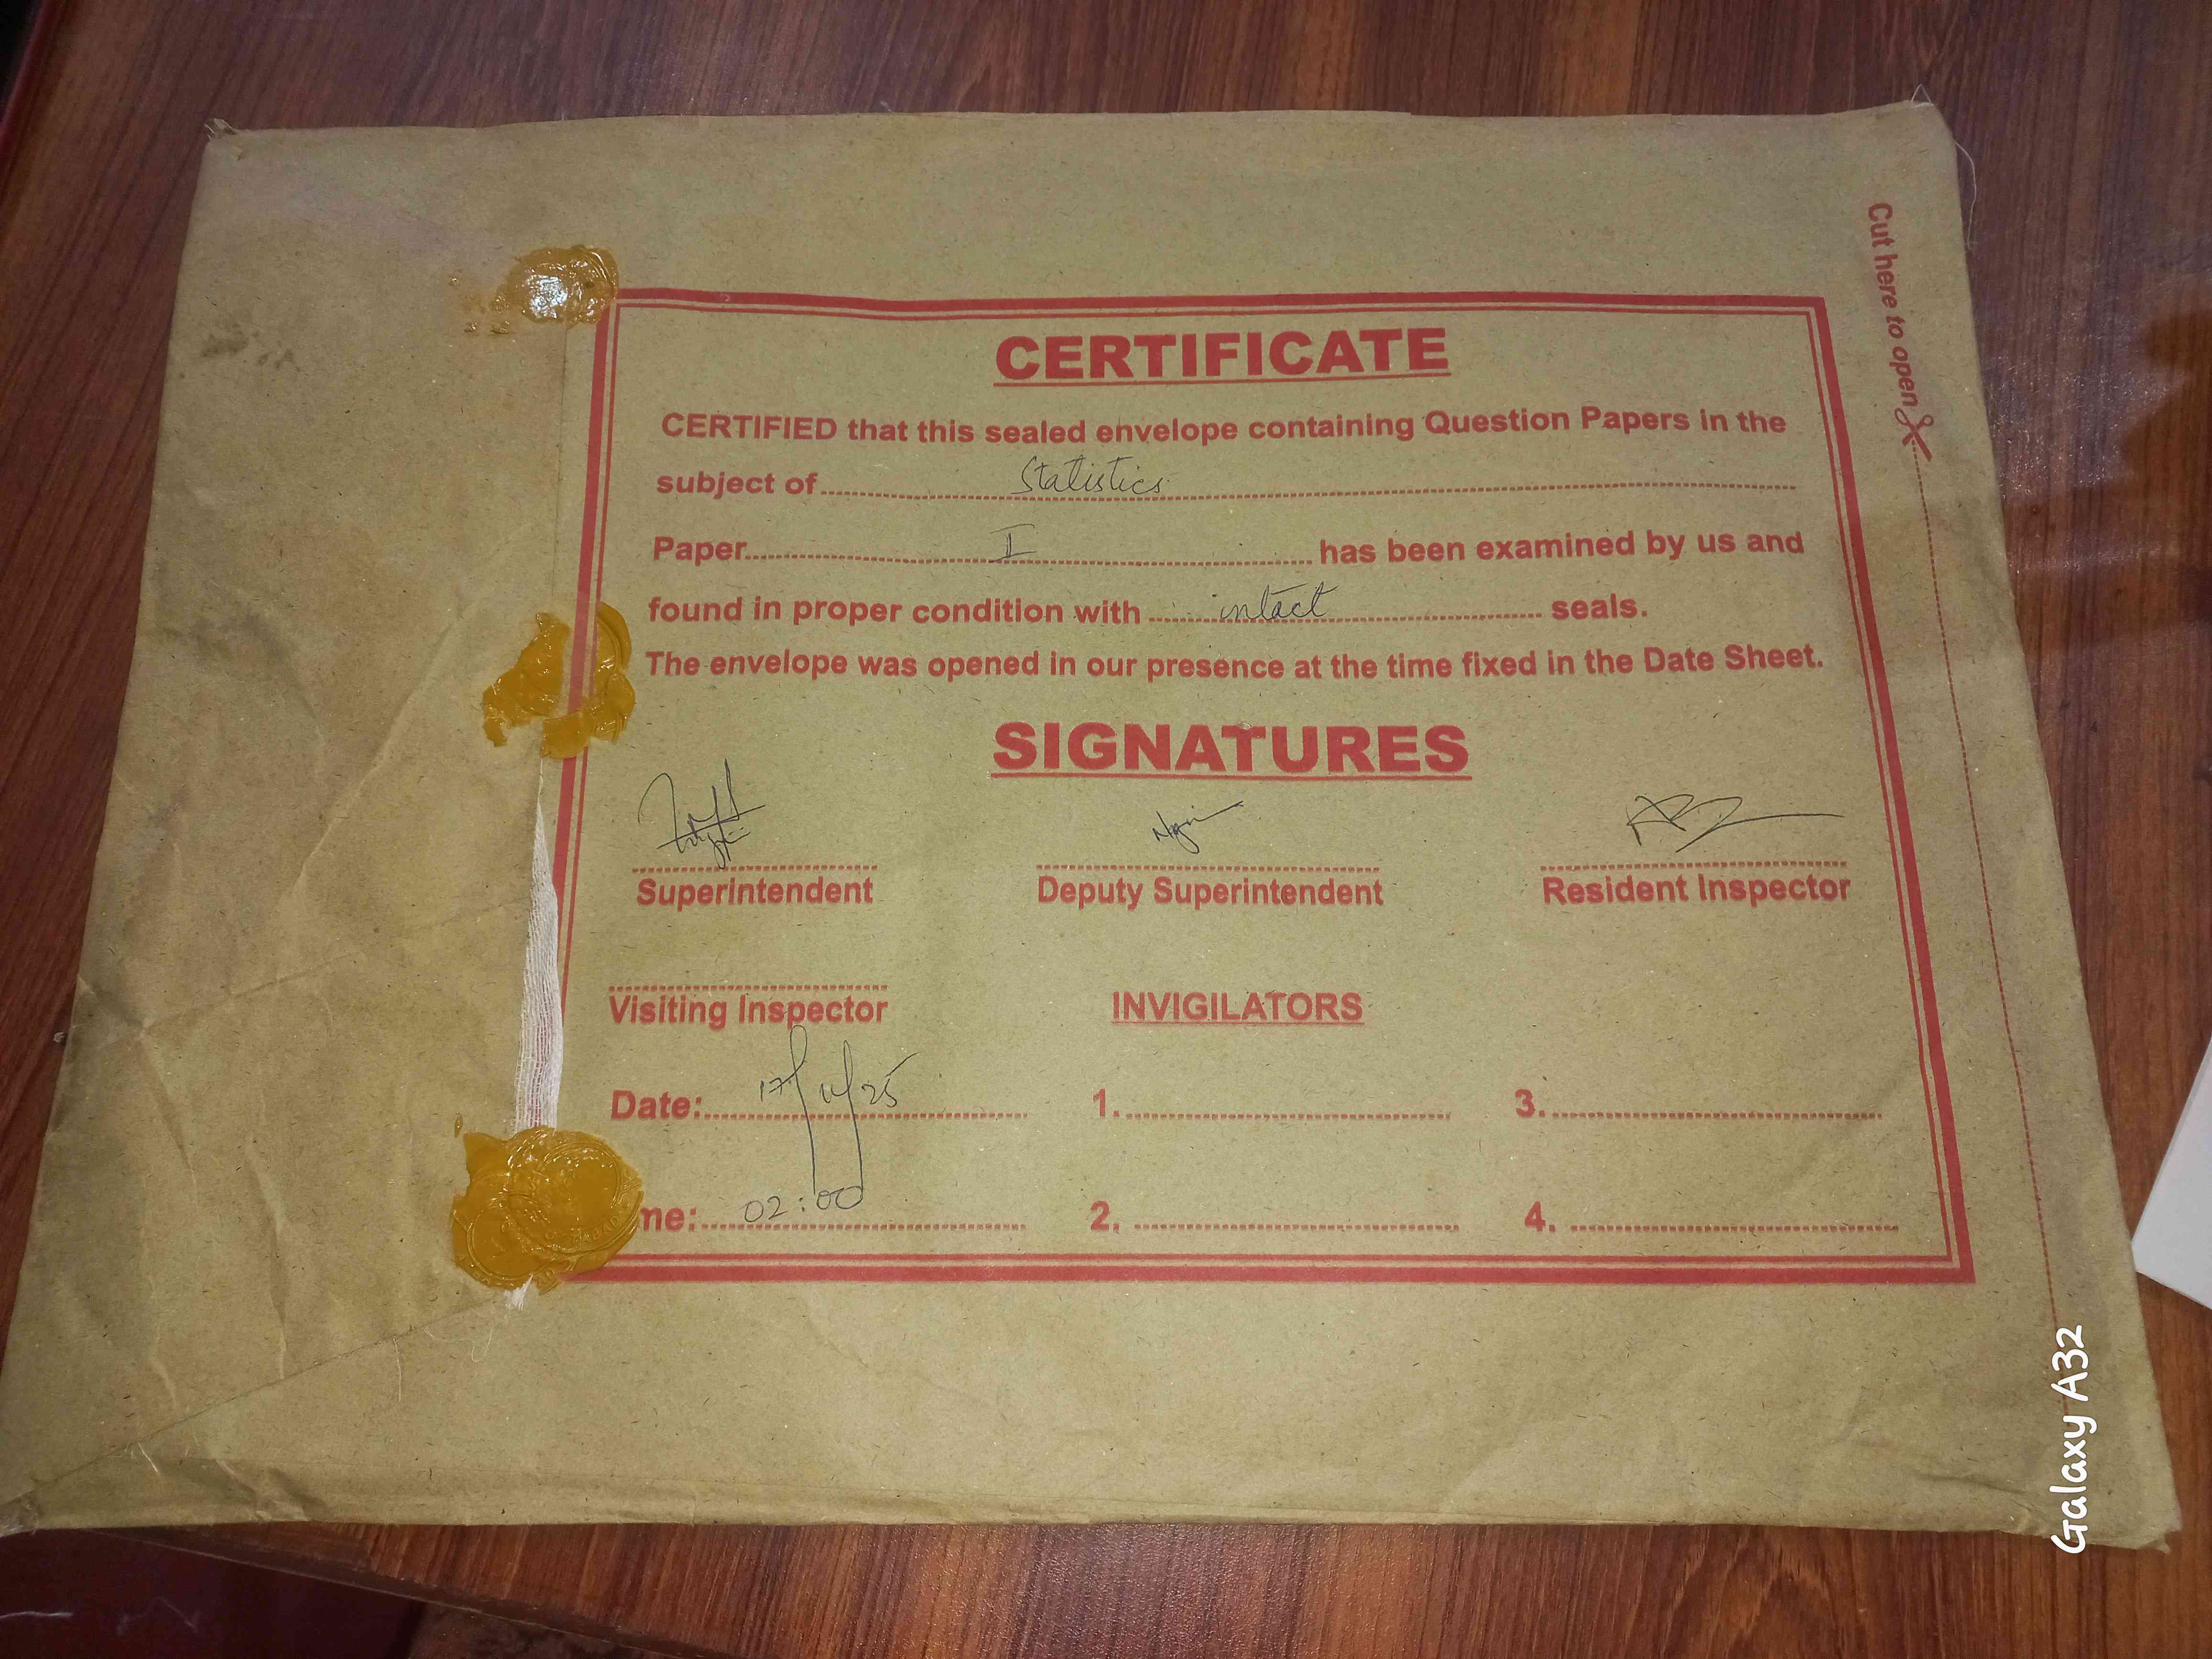 Cut here to open
CERTIFICATE
CERTIFIED that this sealed envelope containing Question Papers in the
subject of Statistics
Paper I has been examined by us and
found in proper condition with intact seals.
The envelope was opened in our presence at the time fixed in the Date Sheet.
SIGNATURES
Superintendent Deputy Superintendent Resident Inspector
Visiting Inspector INVIGILATORS
Date: 17/11/25 1. 3.
me: 02:00 2. 4.
Galaxy A32